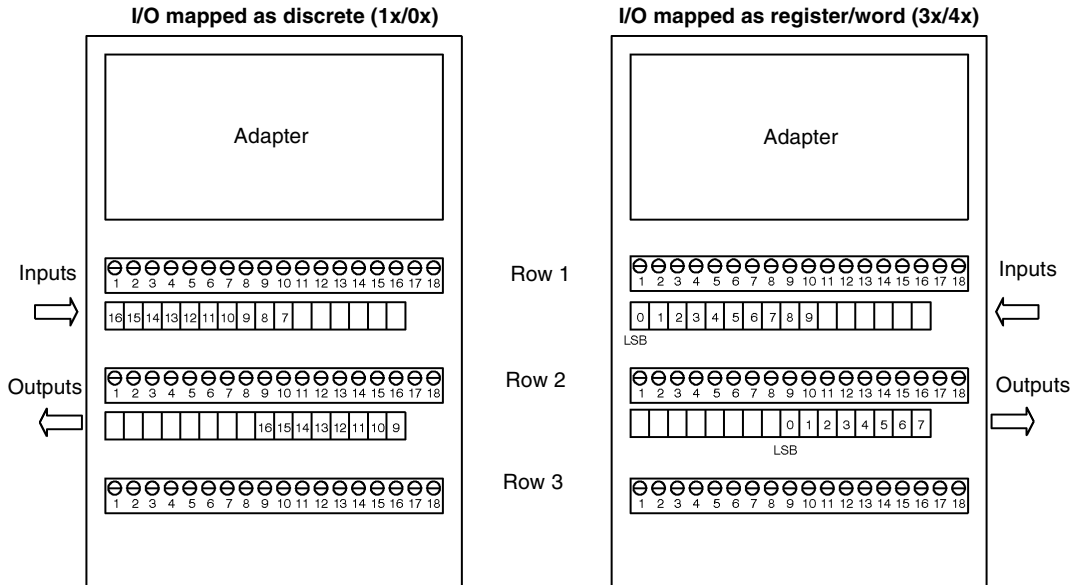 I/O mapped as discrete (1x/0x)
I/O mapped as register/word (3x/4x)
Adapter
Adapter
Inputs
Row 1
Inputs
1 2 3 4 5 6 7 8 9 10 11 12 13 14 15 16 17 18
1 2 3 4 5 6 7 8 9 10 11 12 13 14 15 16 17 18
16 15 14 13 12 11 10 9 8 7
0 1 2 3 4 5 6 7 8 9
LSB
Outputs
Row 2
Outputs
1 2 3 4 5 6 7 8 9 10 11 12 13 14 15 16 17 18
1 2 3 4 5 6 7 8 9 10 11 12 13 14 15 16 17 18
16 15 14 13 12 11 10 9
0 1 2 3 4 5 6 7
LSB
Row 3
1 2 3 4 5 6 7 8 9 10 11 12 13 14 15 16 17 18
1 2 3 4 5 6 7 8 9 10 11 12 13 14 15 16 17 18